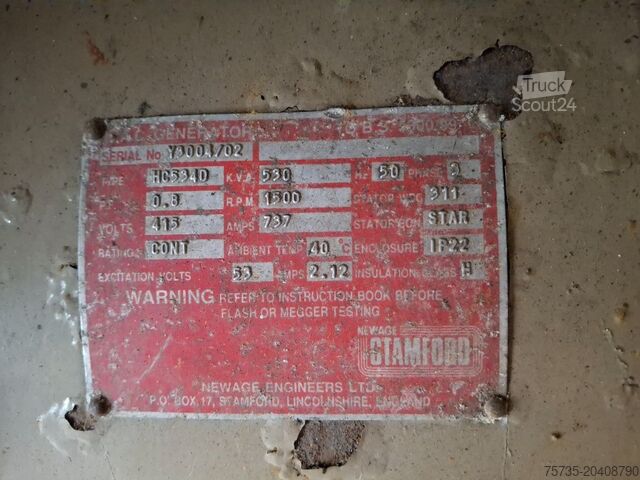 Truck
Scout24
A.C. GENERATOR B.S.
SERIAL No Y3004/02
TYPE HC534D K.V.A. 530 Hz 50 PHASE 3
P.F. 0.8 R.P.M 1500 STATOR WDG 311
VOLTS 415 AMPS 737 STATOR CON STAR
RATING CONT AMBIENT TEMP 40 °C ENCLOSURE IP22
EXCITATION VOLTS 53 AMPS 2.12 INSULATION CLASS H
WARNING REFER TO INSTRUCTION BOOK BEFORE
FLASH OR MEGGER TESTING
NEWAGE
STAMFORD
NEWAGE ENGINEERS LTD.
P.O. BOX 17, STAMFORD, LINCOLNSHIRE, ENGLAND
75735-20408790